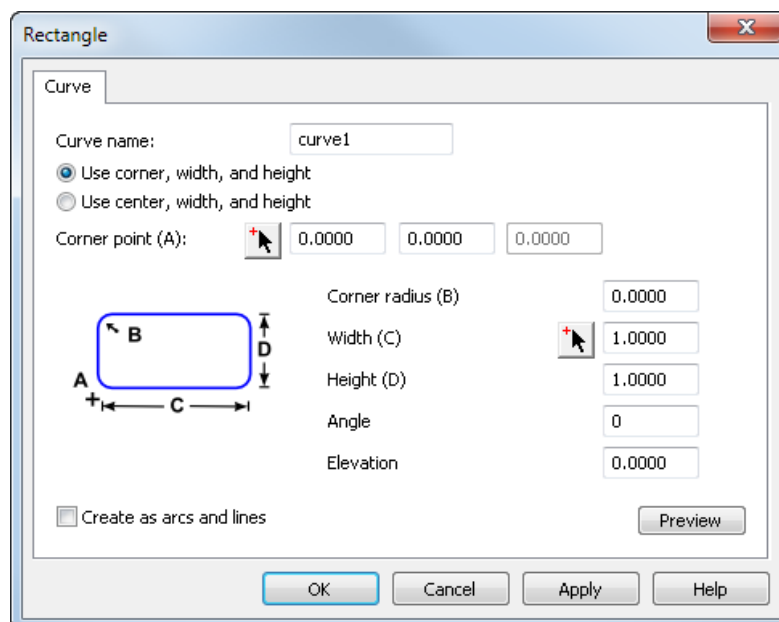 Rectangle
X
Curve
Curve name: curve1
Use corner, width, and height
Use center, width, and height
Corner point (A): 0.0000 0.0000 0.0000
Corner radius (B) 0.0000
B
Width (C) 1.0000
D
Height (D) 1.0000
A
C
Angle 0
Elevation 0.0000
Create as arcs and lines Preview
OK Cancel Apply Help